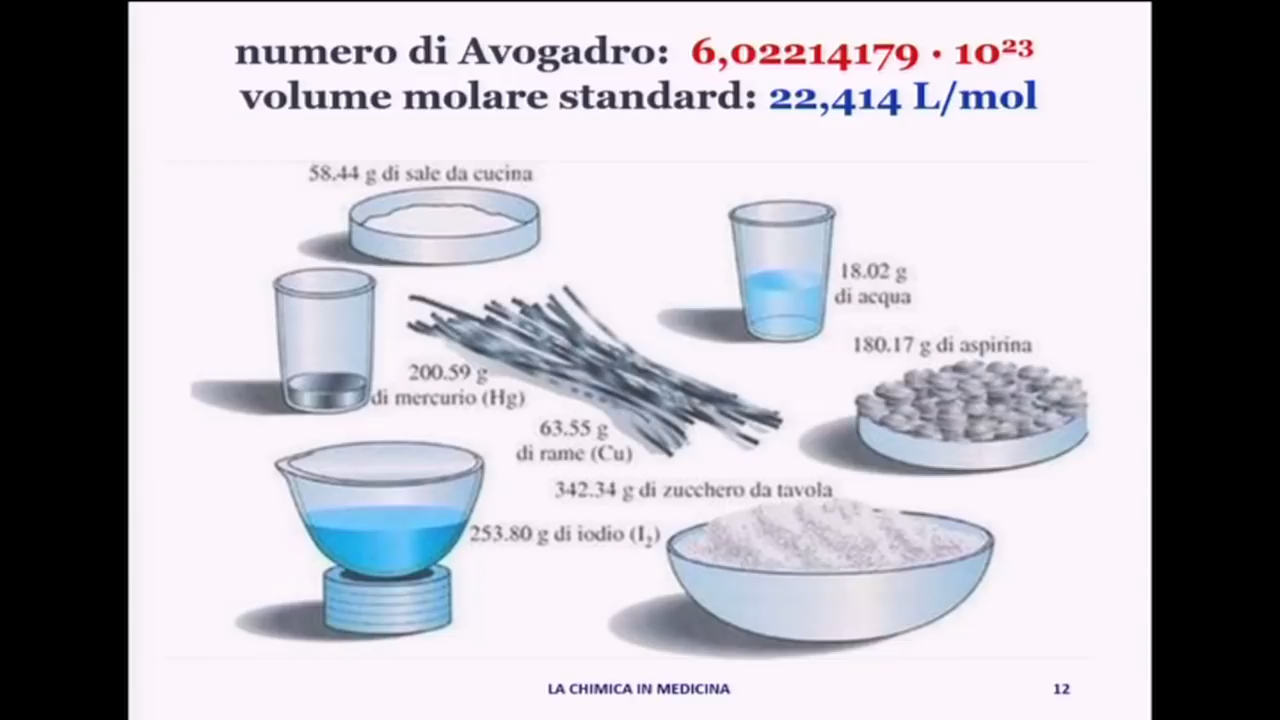 numero di Avogadro: 6,02214179 · 10²³
volume molare standard: 22,414 L/mol
58.44 g di sale da cucina
18.02 g
di acqua
180.17 g di aspirina
200.59 g
di mercurio (Hg)
63.55 g
di rame (Cu)
342.34 g di zucchero da tavola
253.80 g di iodio (I₂)
LA CHIMICA IN MEDICINA
12